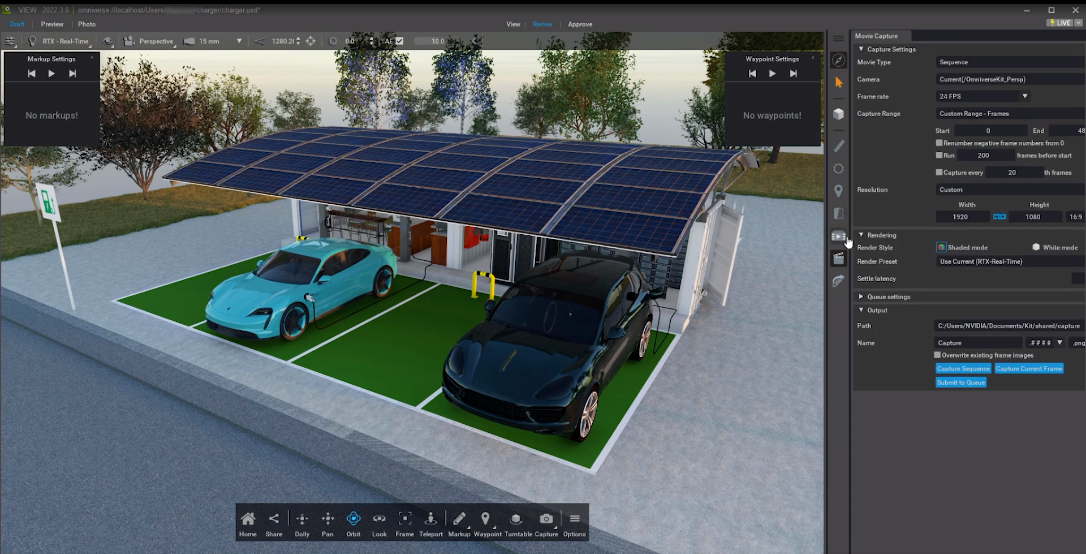 VIEW 2022.3.0 omniverse://localhost/Users/ /charger/charger.usd*
Draft Preview Photo View Review Approve LIVE
RTX - Real-Time Perspective 15 mm 1280.2 0.0 AE 10.0
Markup Settings
No markups!
Waypoint Settings
No waypoints!
Home Share Dolly Pan Orbit Look Frame Teleport Markup Waypoint Turntable Capture Options
Movie Capture
Capture Settings
Movie Type Sequence
Camera Current(/OmniverseKit_Persp)
Frame rate 24 FPS
Capture Range Custom Range - Frames
Start 0 End 48
Renumber negative frame numbers from 0
Run 200 frames before start
Capture every 20 th frames
Resolution Custom
Width Height
1920 1080 16:9
Rendering
Render Style Shaded mode White mode
Render Preset Use Current (RTX-Real-Time)
Settle latency
Queue settings
Output
Path C:/Users/NVIDIA/Documents/Kit/shared/capture
Name Capture .#### .png
Overwrite existing frame images
Capture Sequence Capture Current Frame
Submit to Queue